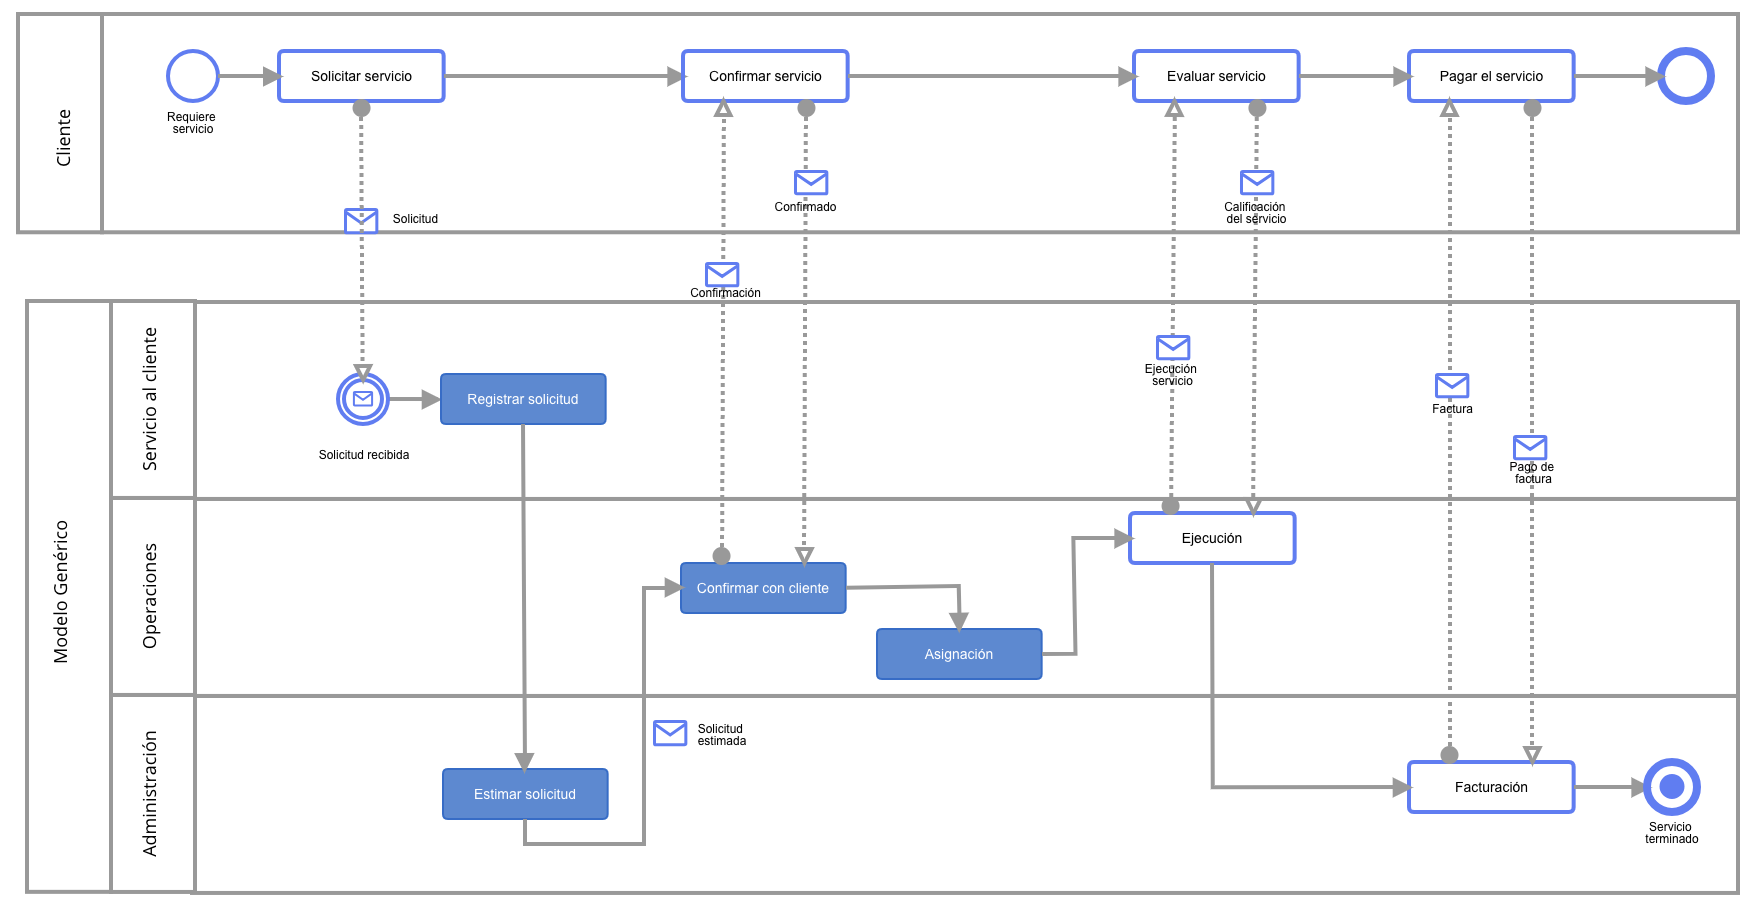 Cliente
Solicitar servicio
Confirmar servicio
Evaluar servicio
Pagar el servicio
Requiere
servicio
Solicitud
Confirmado
Calificación
del servicio
Confirmación
Modelo Genérico
Servicio al cliente
Ejecución
servicio
Factura
Registrar solicitud
Solicitud recibida
Pago de
factura
Operaciones
Ejecución
Confirmar con cliente
Asignación
Administración
Solicitud
estimada
Estimar solicitud
Facturación
Servicio
terminado